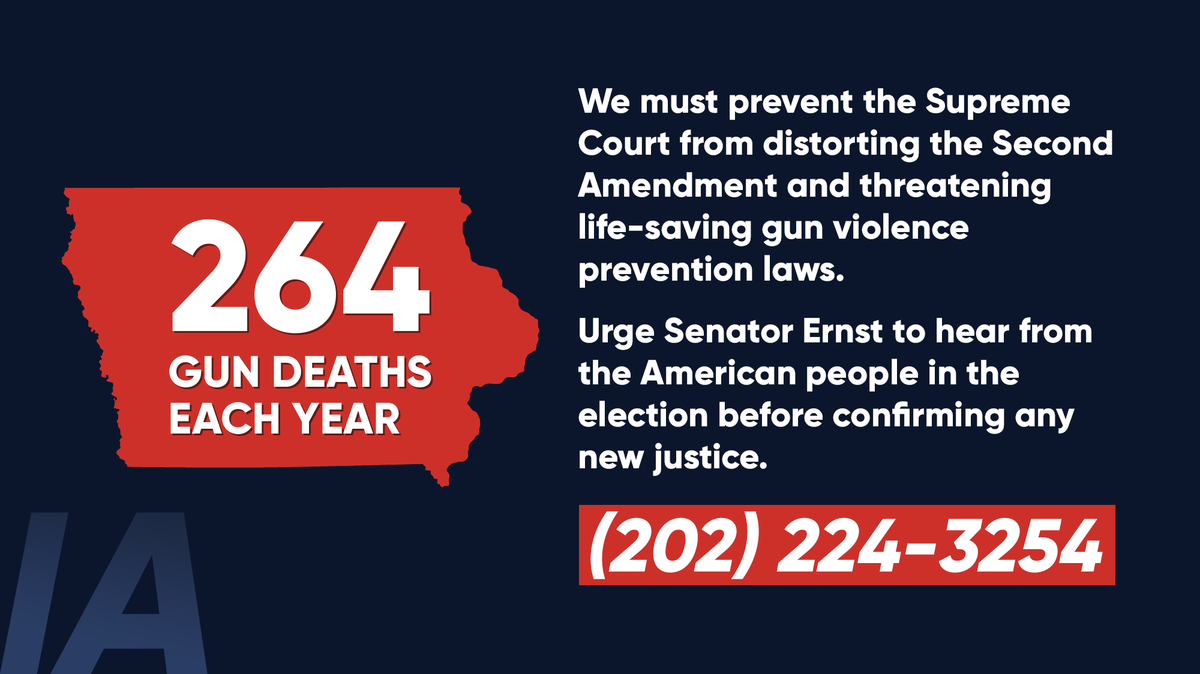 264
GUN DEATHS
EACH YEAR
IA
We must prevent the Supreme
Court from distorting the Second
Amendment and threatening
life-saving gun violence
prevention laws.
Urge Senator Ernst to hear from
the American people in the
election before confirming any
new justice.
(202) 224-3254